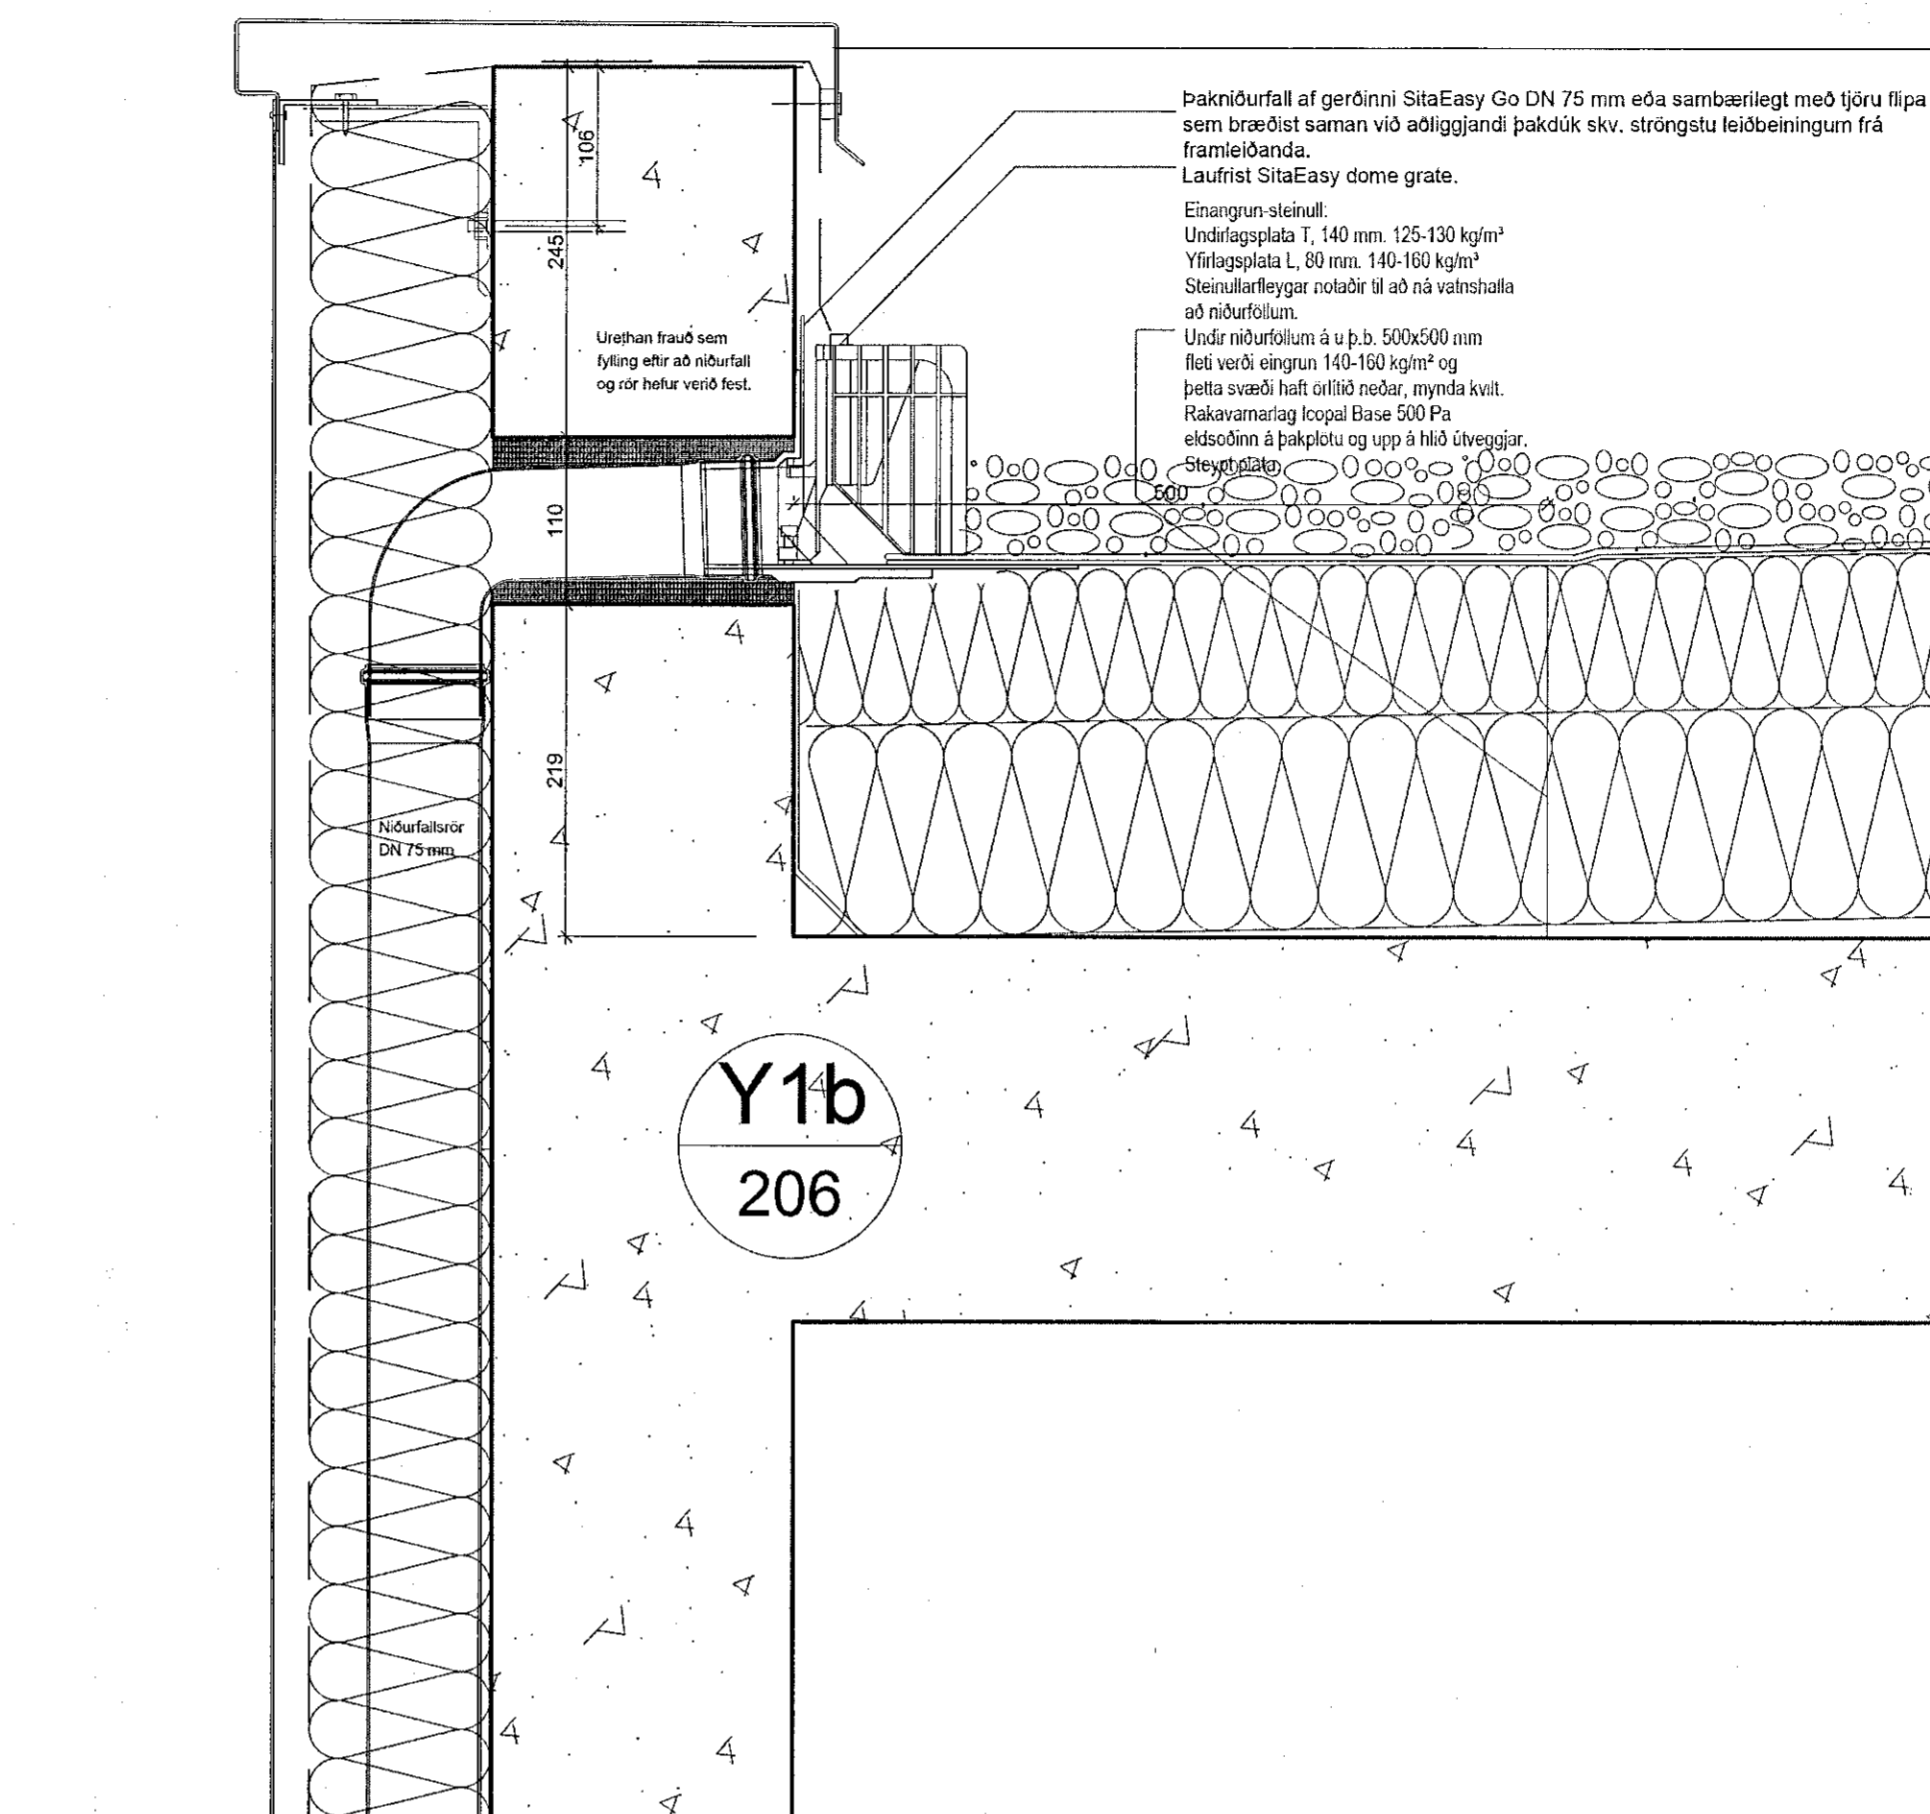 Þakniðurfall af gerðinni SitaEasy Go DN 75 mm eða sambærilegt með tjöru flipa
sem bræðist saman við aðliggjandi þakdúk skv. ströngstu leiðbeiningum frá
framleiðanda.
Laufrist SitaEasy dome grate.
Einangrun-steinull:
Undirlagsplata T, 140 mm. 125-130 kg/m³
Yfirlagsplata L, 80 mm. 140-160 kg/m³
Steinullarfleygar notaðir til að ná vatnshalla
að niðurföllum.
Undir niðurföllum á u.þ.b. 500x500 mm
fleti verði eingrun 140-160 kg/m² og
þetta svæði haft örlítið neðar, mynda kvilt.
Rakavarnarlag Icopal Base 500 Pa
eldsoðinn á þakplötu og upp á hlið útveggjar.
Steypt plata.
500
106
245
Urethan frauð sem
fylling eftir að niðurfall
og rör hefur verið fest.
110
219
Niðurfallsrör
DN 75 mm
Y1b
206